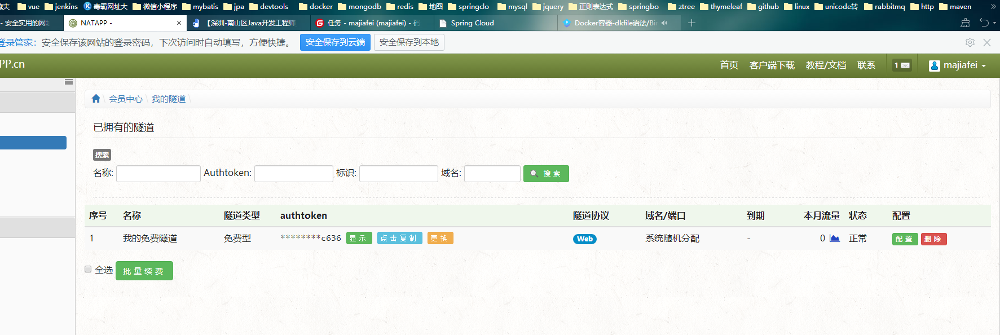 藏夹 vue jenkins 毒霸网址大 微信小程序 mybatis jpa devtools docker mongodb redis 地图 springclo mysql jquery 正则表达式 springbo ztree thymeleaf github linux unicode转 rabbitmq http maven »
- 安全实用的网址 NATAPP - × 【深圳-南山区Java开发工程师 任务 - majiafei (majiafei) - 码 Spring Cloud Docker容器-dkfile语法/Bi
登录管家: 安全保存该网站的登录密码，下次访问时自动填写，方便快捷。 安全保存到云端 安全保存到本地
PP.cn 首页 客户端下载 教程/文档 联系 1 majiafei
会员中心 \ 我的隧道 \
已拥有的隧道
搜索
名称: Authtoken: 标识: 域名: 搜索
序号 名称 隧道类型 authtoken 隧道协议 域名/端口 到期 本月流量 状态 配置
1 我的免费隧道 免费型 ********c636 显示 点击复制 更换 Web 系统随机分配 - 0 正常 配置 删除
全选 批量续费